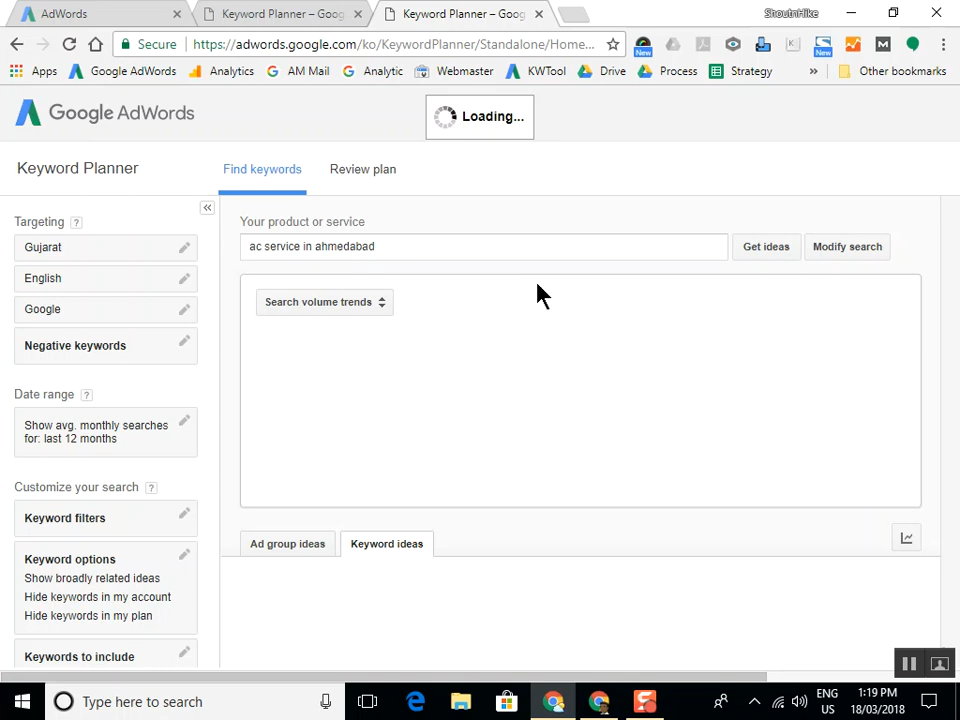 AdWords
Keyword Planner – Goog
Keyword Planner – Goog
ShoutnHike
Secure
https://adwords.google.com/ko/KeywordPlanner/Standalone/Home...
Apps
Google AdWords
Analytics
AM Mail
Analytic
Webmaster
KWTool
Drive
Process
Strategy
»
Other bookmarks
New
New
Google AdWords
Loading...
Keyword Planner
Find keywords
Review plan
Targeting ?
Gujarat
English
Google
Negative keywords
Date range ?
Show avg. monthly searches
for: last 12 months
Customize your search ?
Keyword filters
Keyword options
Show broadly related ideas
Hide keywords in my account
Hide keywords in my plan
Keywords to include
Your product or service
ac service in ahmedabad
Get ideas
Modify search
Search volume trends
Ad group ideas
Keyword ideas
Type here to search
ENG
US
1:19 PM
18/03/2018